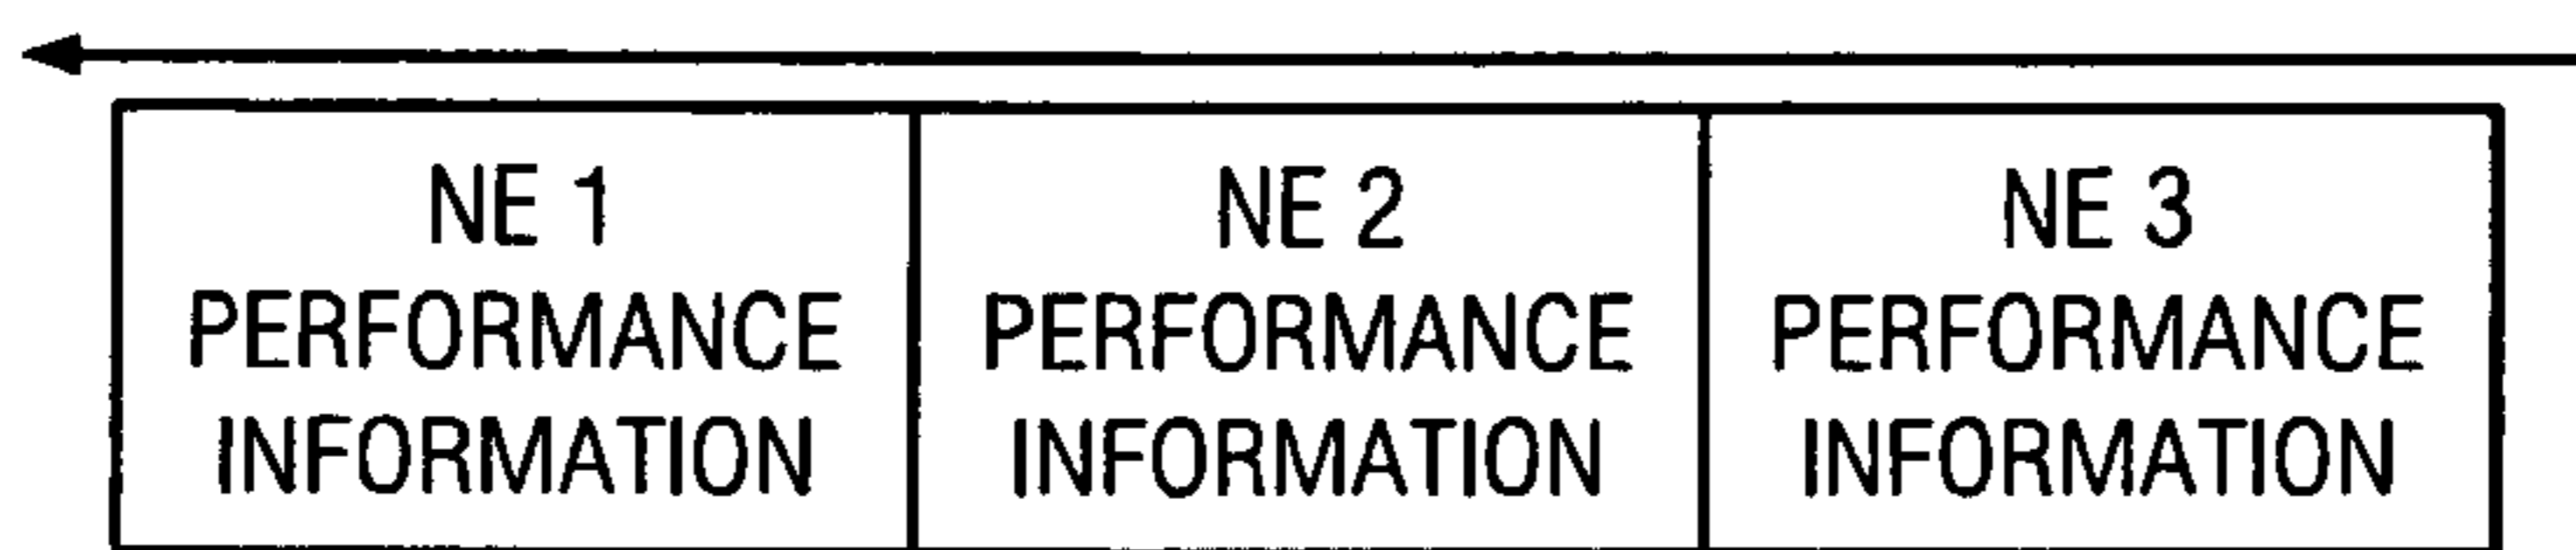 NE 1
PERFORMANCE
INFORMATION
NE 2
PERFORMANCE
INFORMATION
NE 3
PERFORMANCE
INFORMATION